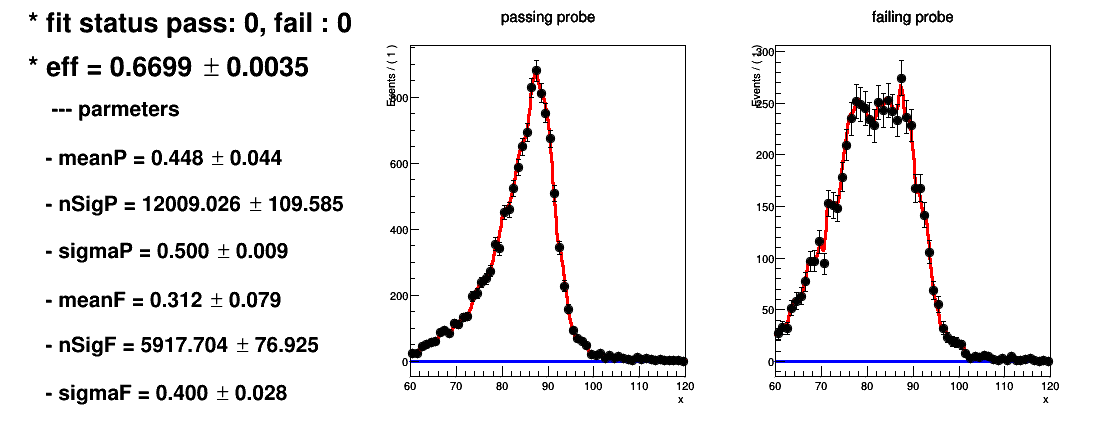 * fit status pass: 0, fail : 0
* eff = 0.6699 ± 0.0035
--- parmeters
- meanP = 0.448 ± 0.044
- nSigP = 12009.026 ± 109.585
- sigmaP = 0.500 ± 0.009
- meanF = 0.312 ± 0.079
- nSigF = 5917.704 ± 76.925
- sigmaF = 0.400 ± 0.028
passing probe
Events / ( 1 )
800
600
400
200
0
60 70 80 90 100 110 120
x
failing probe
Events / ( 1 )
300
250
200
150
100
50
0
60 70 80 90 100 110 120
x